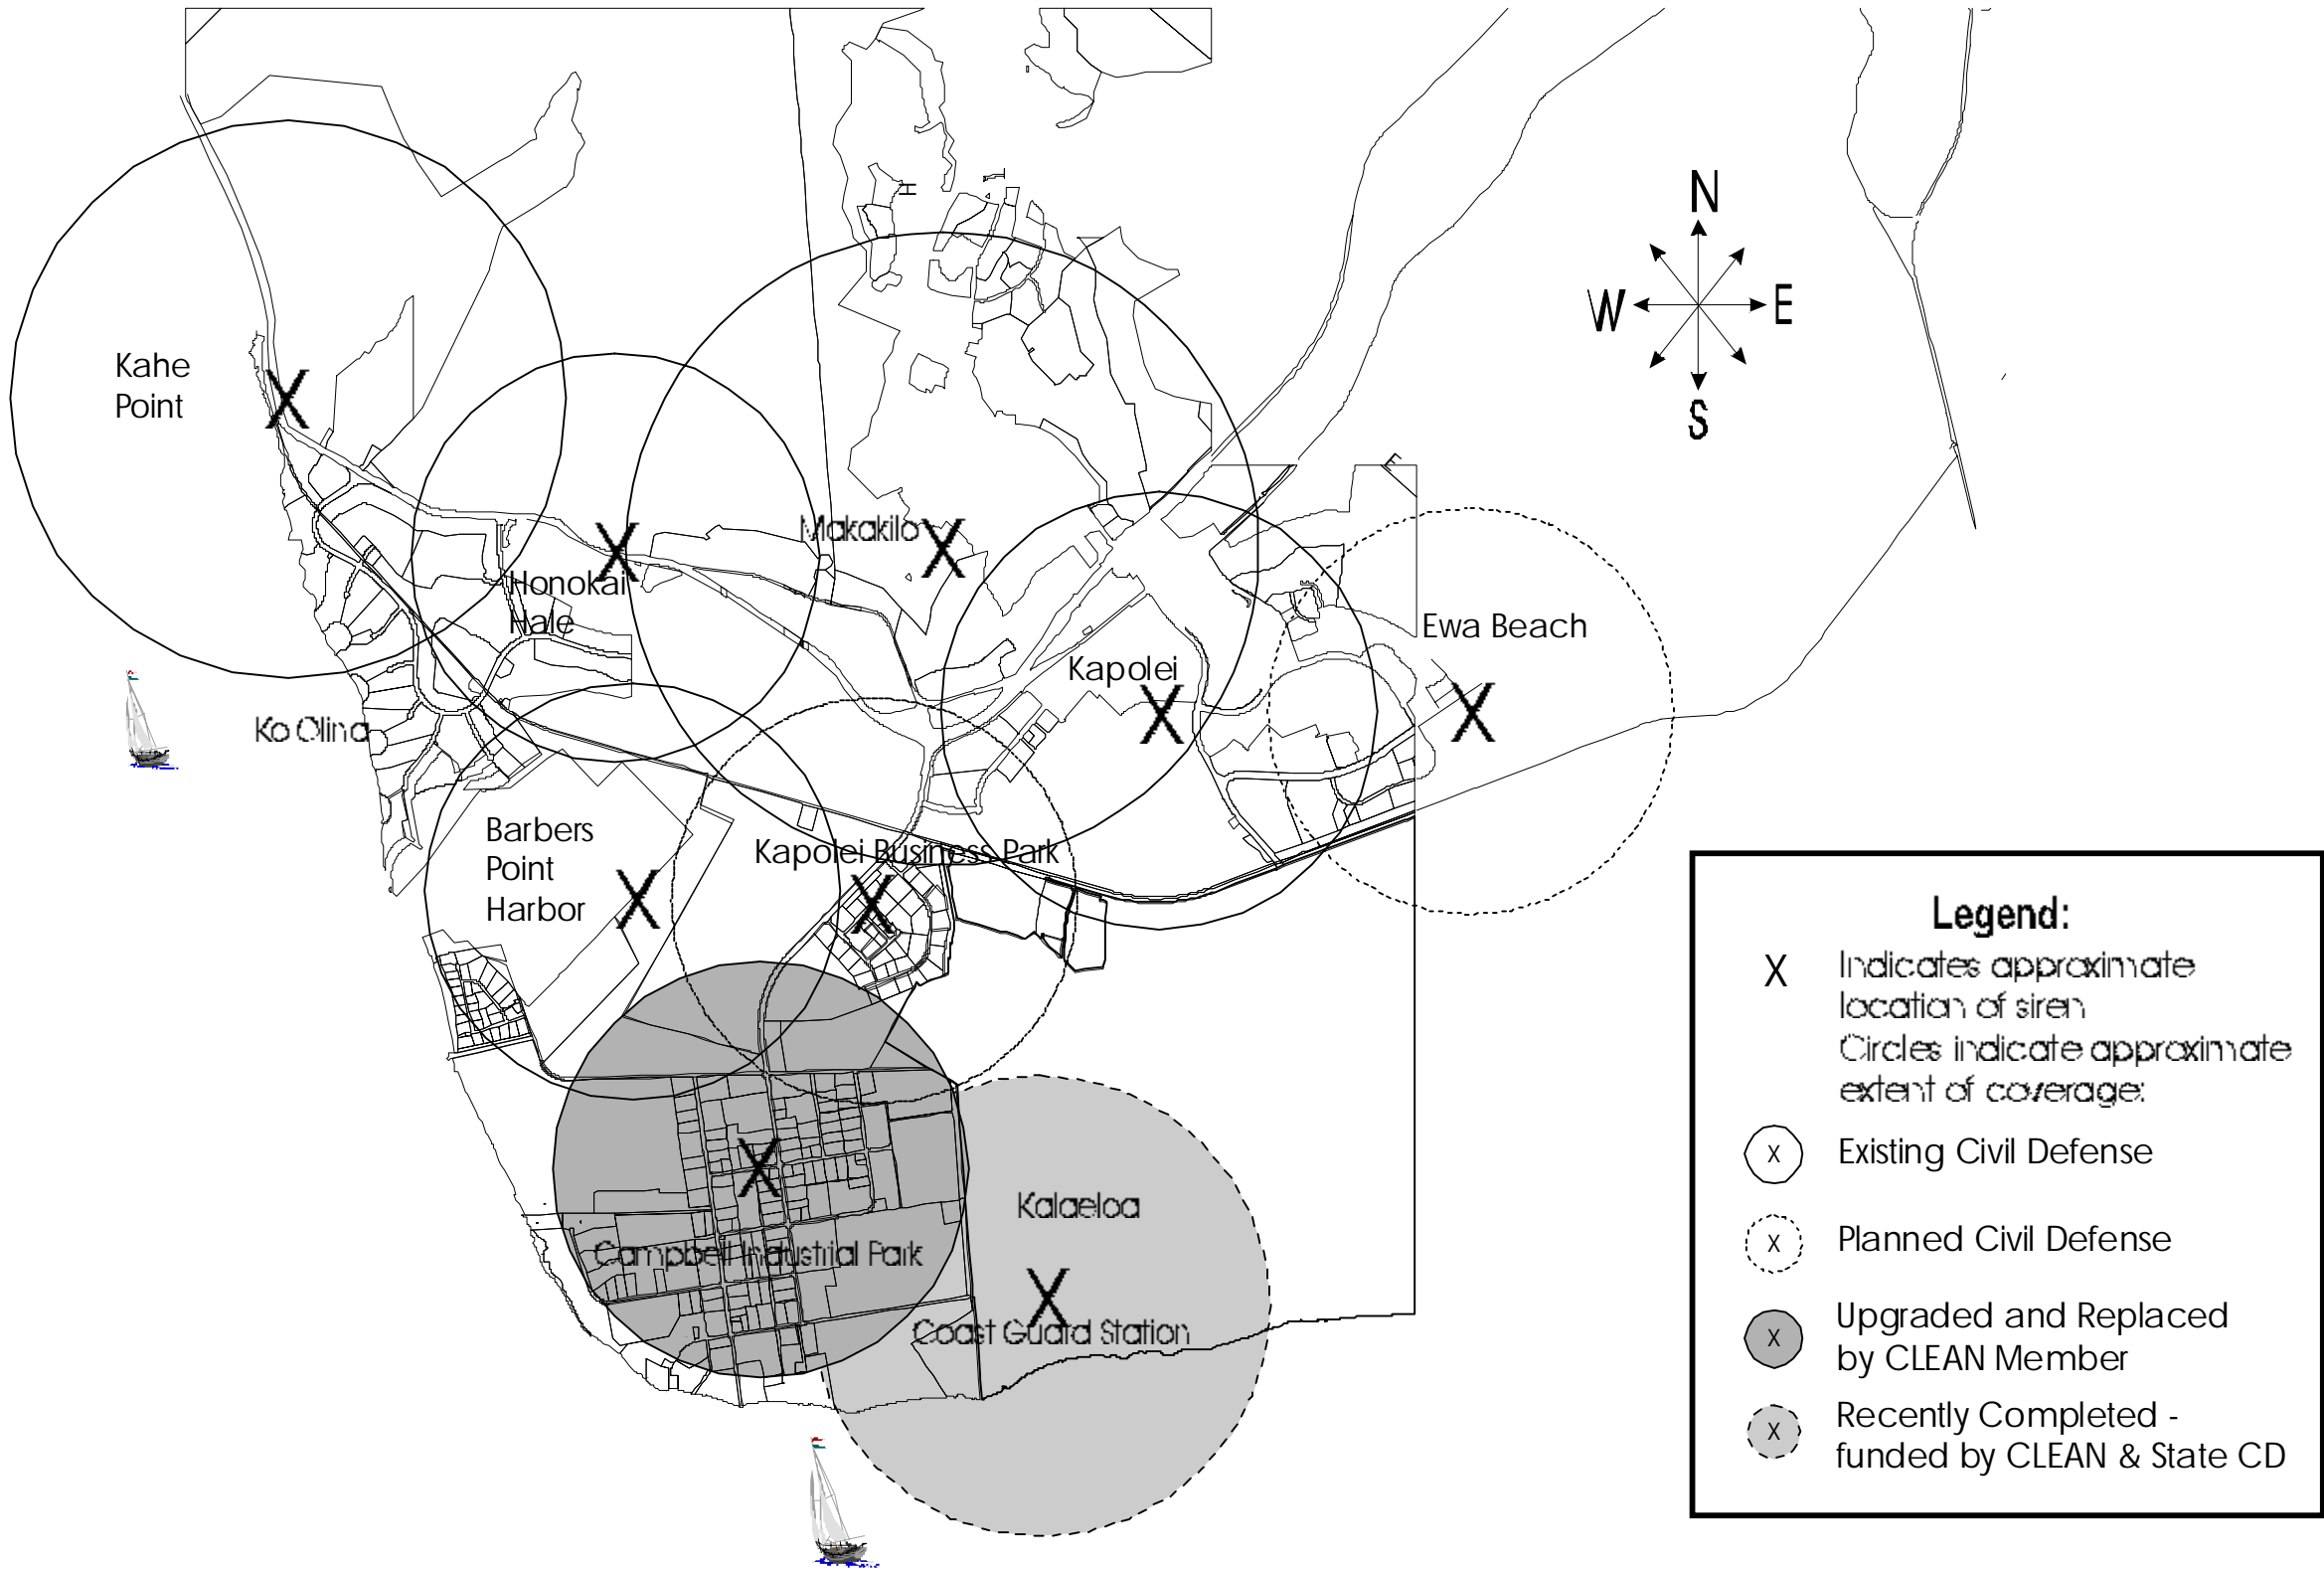 N
W
E
S
Kahe
Point
Makakilo
Honokai
Hale
Ewa Beach
Kapolei
Ko Olina
Barbers
Point
Harbor
Kapolei Business Park
Kalaeloa
Campbell Industrial Park
Coast Guard Station
X
X
X
X
X
X
X
X
X
Legend:
X
Indicates approximate
location of siren
Circles indicate approximate
extent of coverage:
X
Existing Civil Defense
X
Planned Civil Defense
X
Upgraded and Replaced
by CLEAN Member
X
Recently Completed -
funded by CLEAN & State CD